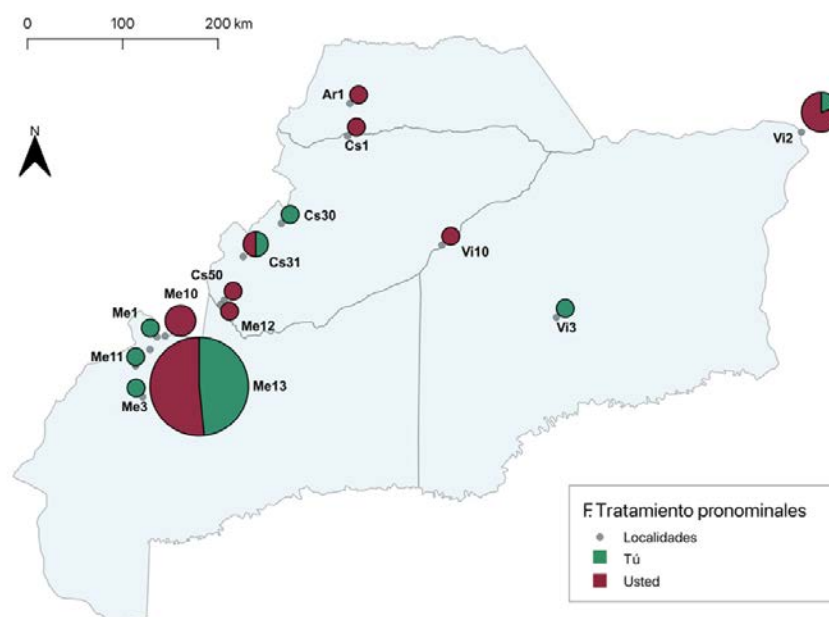 0 100 200 km
N
Ar1
Cs1
Vi2
Cs30
Cs31
Vi10
Cs50
Me12
Me10
Me1
Vi3
Me11
Me13
Me3
F. Tratamiento pronominales
Localidades
Tú
Usted